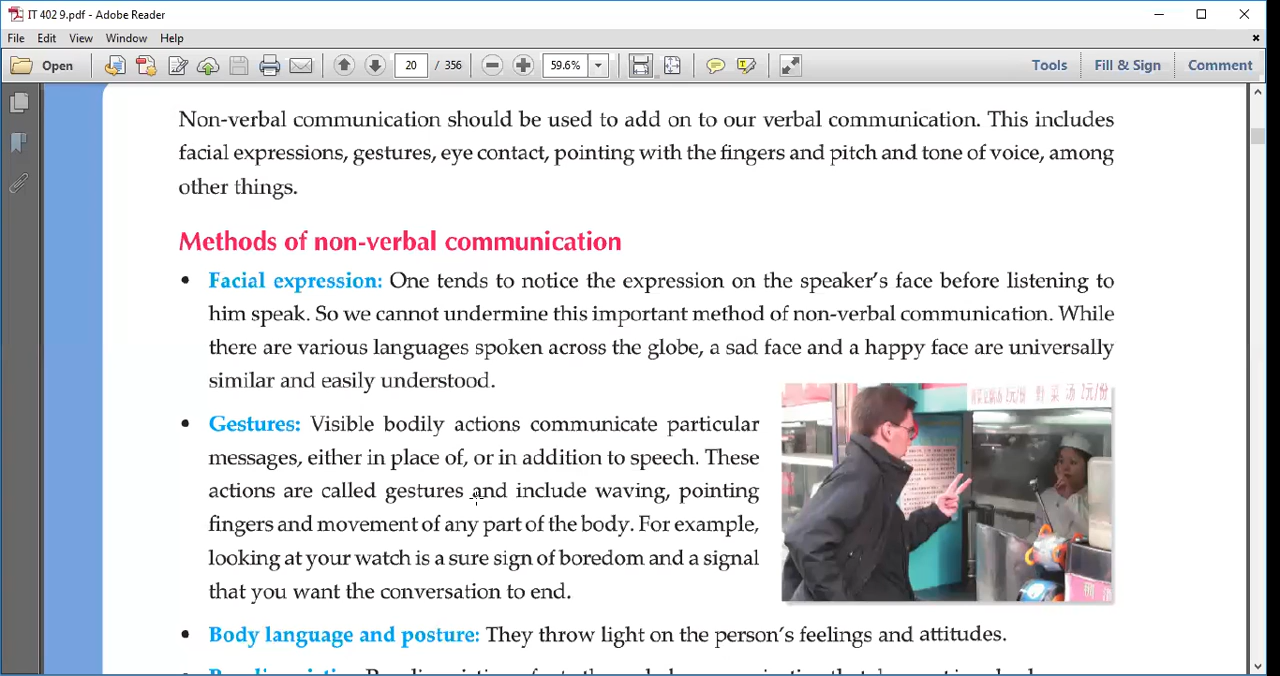 IT 402 9.pdf - Adobe Reader
File Edit View Window Help
Open 20 / 356 59.6% Tools Fill & Sign Comment
Non-verbal communication should be used to add on to our verbal communication. This includes
facial expressions, gestures, eye contact, pointing with the fingers and pitch and tone of voice, among
other things.
Methods of non-verbal communication
• Facial expression: One tends to notice the expression on the speaker's face before listening to
him speak. So we cannot undermine this important method of non-verbal communication. While
there are various languages spoken across the globe, a sad face and a happy face are universally
similar and easily understood.
• Gestures: Visible bodily actions communicate particular
messages, either in place of, or in addition to speech. These
actions are called gestures and include waving, pointing
fingers and movement of any part of the body. For example,
looking at your watch is a sure sign of boredom and a signal
that you want the conversation to end.
2元/份 野菜汤 2元/份
• Body language and posture: They throw light on the person's feelings and attitudes.